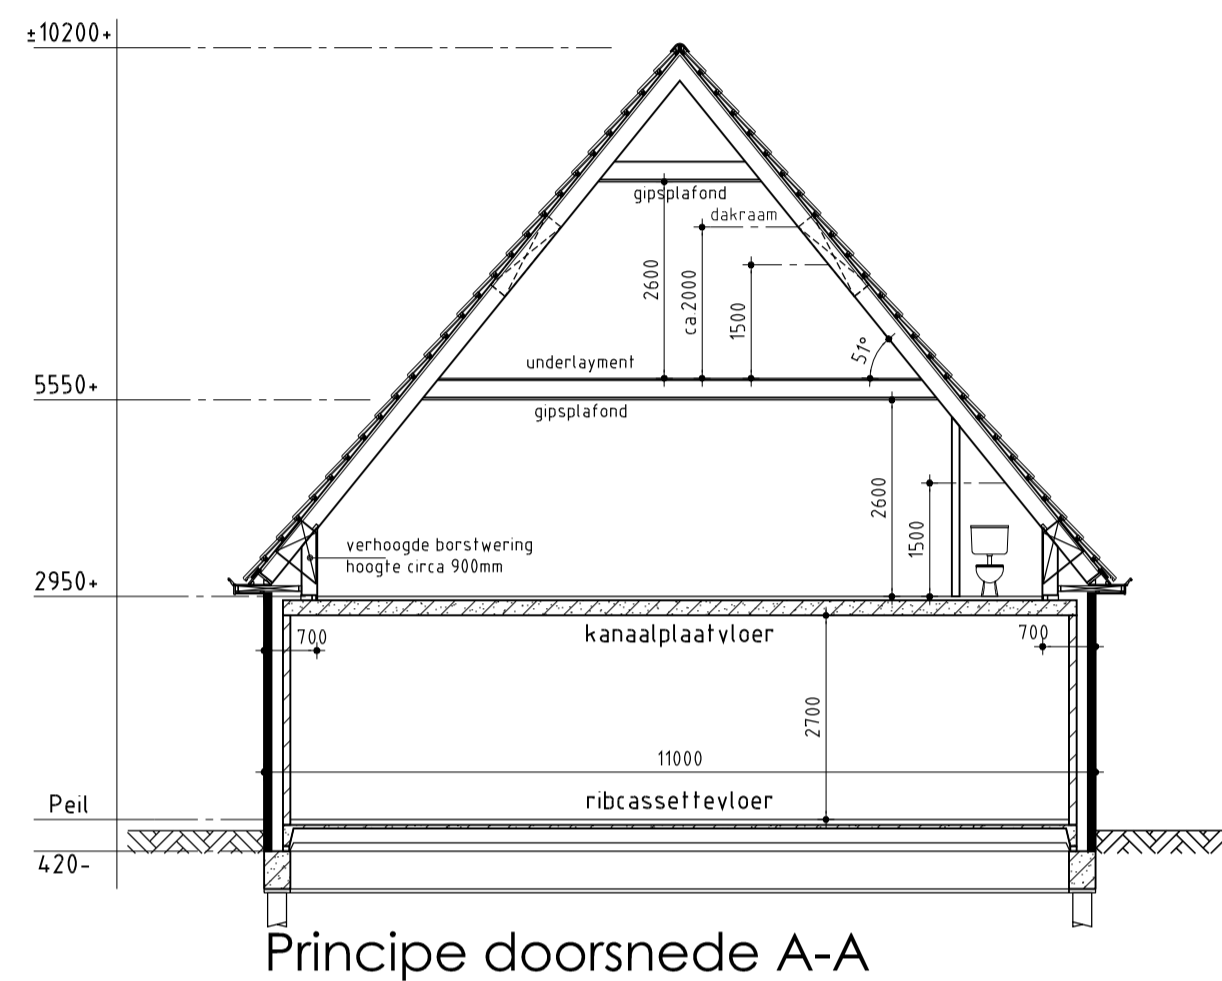 ±10200+
gipsplafond
dakraam
2600
ca.2000
1500
51°
underlayment
5550+
gipsplafond
2600
1500
verhoogde borstwering
hoogte circa 900mm
2950+
700
kanaalplaatvloer
700
2700
11000
Peil
ribcassettevloer
420-
Principe doorsnede A-A